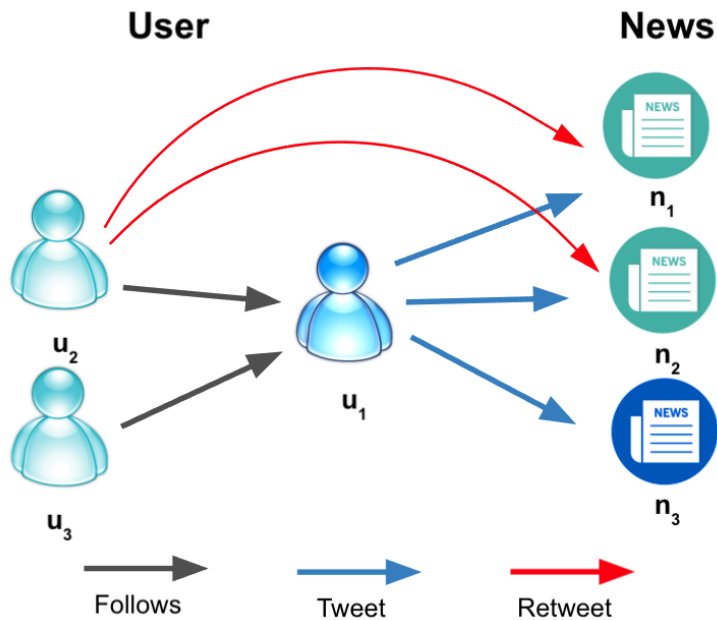 User
News
NEWS
n1
u2
NEWS
n2
u1
NEWS
u3
n3
Follows
Tweet
Retweet